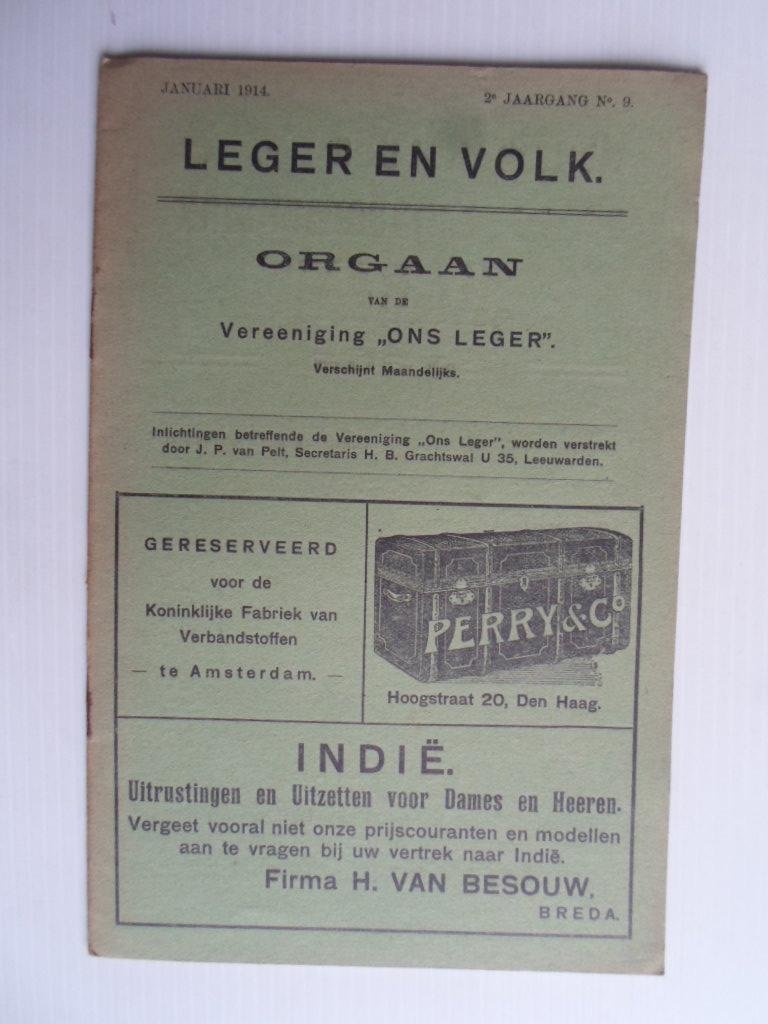 JANUARI 1914.
2e JAARGANG No. 9.
LEGER EN VOLK.
ORGAAN
VAN DE
Vereeniging „ONS LEGER”.
Verschijnt Maandelijks.
Inlichtingen betreffende de Vereeniging „Ons Leger”, worden verstrekt
door J. P. van Pelt, Secretaris H. B. Grachtswal U 35, Leeuwarden.
GERESERVEERD
voor de
Koninklijke Fabriek van
Verbandstoffen
— te Amsterdam. —
PERRY & Co
Hoogstraat 20, Den Haag.
INDIË.
Uitrustingen en Uitzetten voor Dames en Heeren.
Vergeet vooral niet onze prijscouranten en modellen
aan te vragen bij uw vertrek naar Indië.
Firma H. VAN BESOUW,
BREDA.